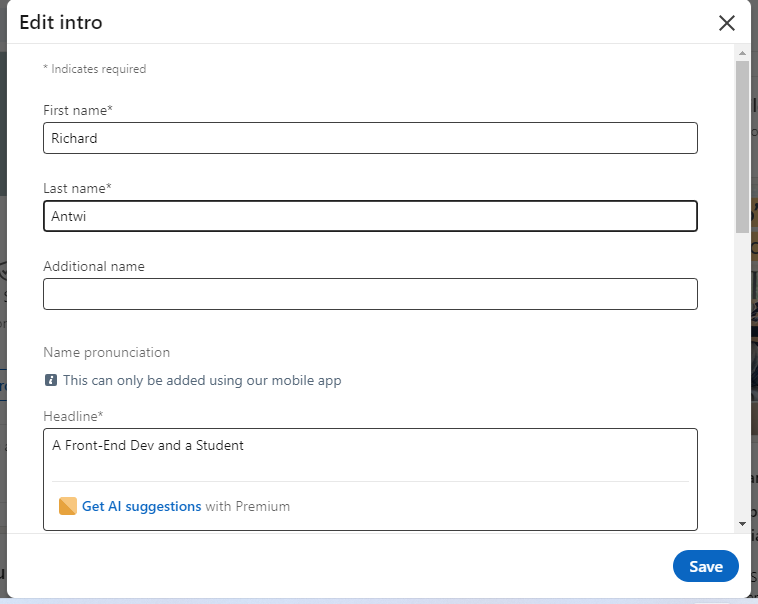 Edit intro
* Indicates required
First name*
Richard
Last name*
Antwi
Additional name
Name pronunciation
This can only be added using our mobile app
Headline*
A Front-End Dev and a Student
Get AI suggestions with Premium
Save